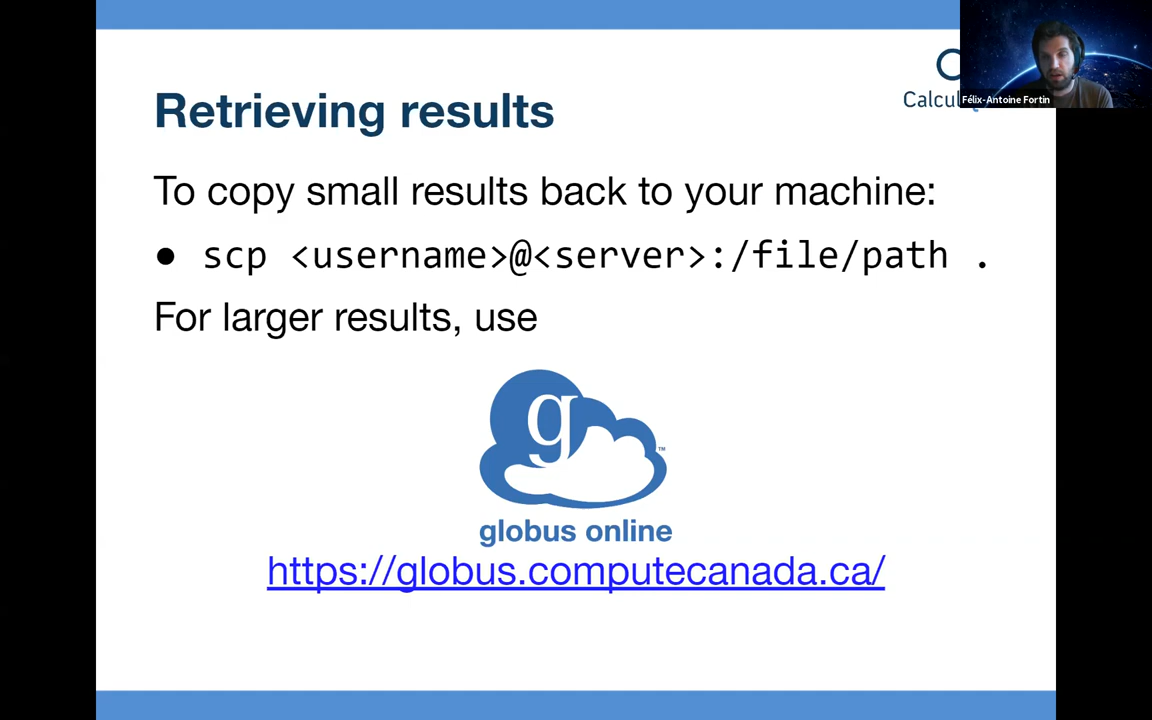 Retrieving results
Félix-Antoine Fortin
To copy small results back to your machine:
● scp <username>@<server>:/file/path .
For larger results, use
g
™
globus online
https://globus.computecanada.ca/